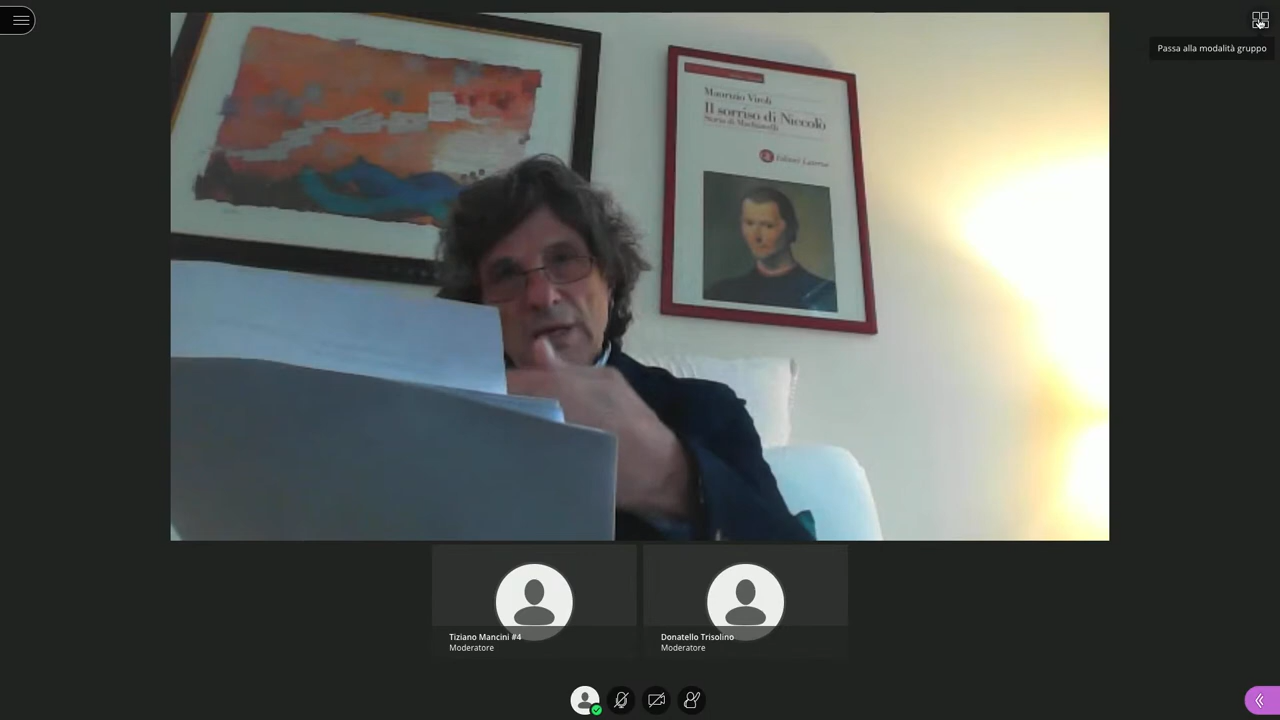 Passa alla modalità gruppo
Maurizio Viroli
Il sorriso di Niccolò
Storia di Machiavelli
Editori Laterza
Tiziano Mancini #4
Moderatore
Donatello Trisolino
Moderatore